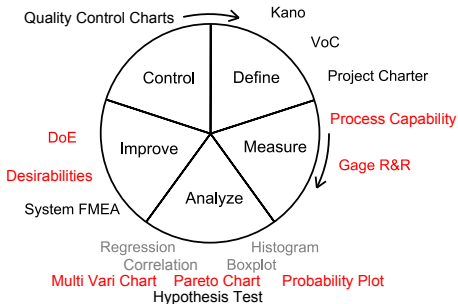 Quality Control Charts
Kano
VoC
Project Charter
Control
Define
Process Capability
DoE
Improve
Measure
Gage R&R
Desirabilities
Analyze
System FMEA
Regression
Histogram
Correlation
Boxplot
Multi Vari Chart
Pareto Chart
Probability Plot
Hypothesis Test